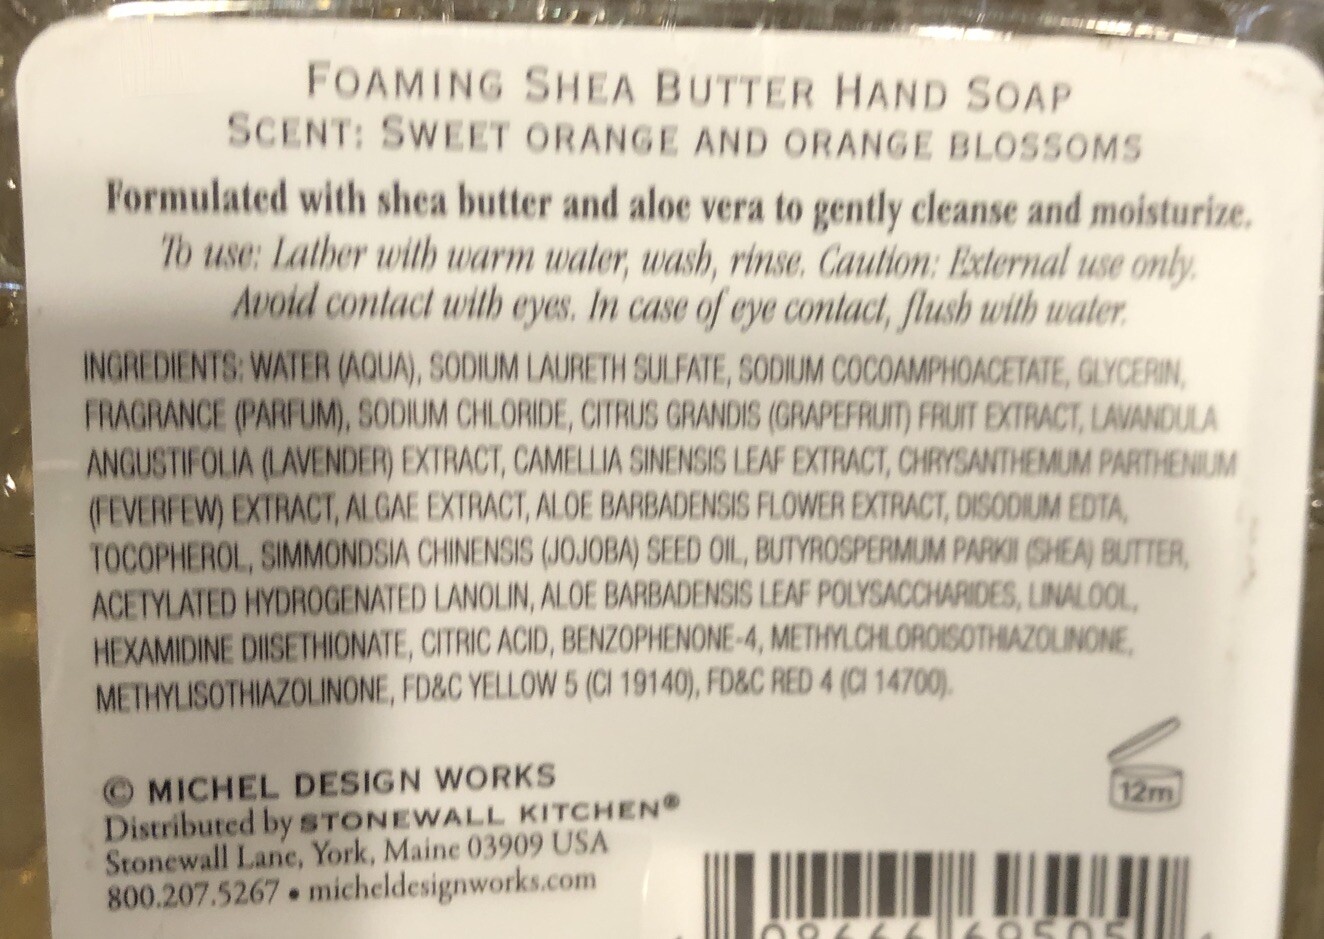 FOAMING SHEA BUTTER HAND SOAP
SCENT: SWEET ORANGE AND ORANGE BLOSSOMS
Formulated with shea butter and aloe vera to gently cleanse and moisturize.
To use: Lather with warm water, wash, rinse. Caution: External use only.
Avoid contact with eyes. In case of eye contact, flush with water.
INGREDIENTS: WATER (AQUA), SODIUM LAURETH SULFATE, SODIUM COCOAMPHOACETATE, GLYCERIN,
FRAGRANCE (PARFUM), SODIUM CHLORIDE, CITRUS GRANDIS (GRAPEFRUIT) FRUIT EXTRACT, LAVANDULA
ANGUSTIFOLIA (LAVENDER) EXTRACT, CAMELLIA SINENSIS LEAF EXTRACT, CHRYSANTHEMUM PARTHENIUM
(FEVERFEW) EXTRACT, ALGAE EXTRACT, ALOE BARBADENSIS FLOWER EXTRACT, DISODIUM EDTA,
TOCOPHEROL, SIMMONDSIA CHINENSIS (JOJOBA) SEED OIL, BUTYROSPERMUM PARKII (SHEA) BUTTER,
ACETYLATED HYDROGENATED LANOLIN, ALOE BARBADENSIS LEAF POLYSACCHARIDES, LINALOOL,
HEXAMIDINE DIISETHIONATE, CITRIC ACID, BENZOPHENONE-4, METHYLCHLOROISOTHIAZOLINONE,
METHYLISOTHIAZOLINONE, FD&C YELLOW 5 (CI 19140), FD&C RED 4 (CI 14700).
12m
© MICHEL DESIGN WORKS
Distributed by STONEWALL KITCHEN®
Stonewall Lane, York, Maine 03909 USA
800.207.5267 • micheldesignworks.com